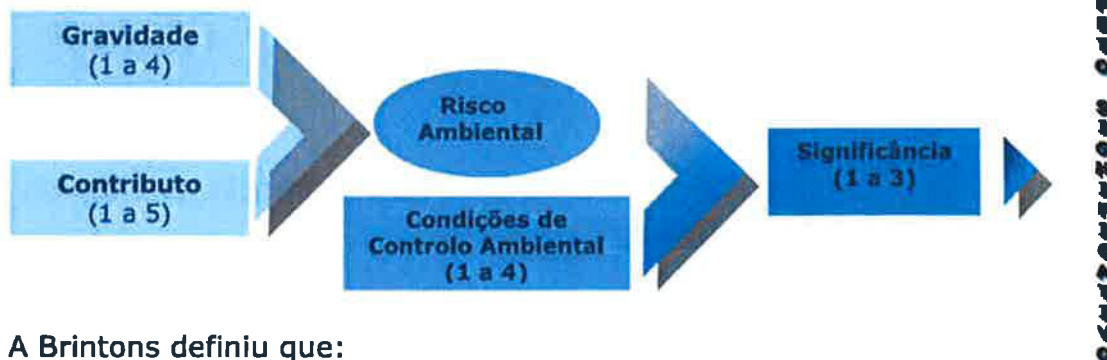 Gravidade
(1 a 4)
Risco
Ambiental
Contributo
(1 a 5)
Condições de
Controlo Ambiental
(1 a 4)
Significância
(1 a 3)
A Brintons definiu que: